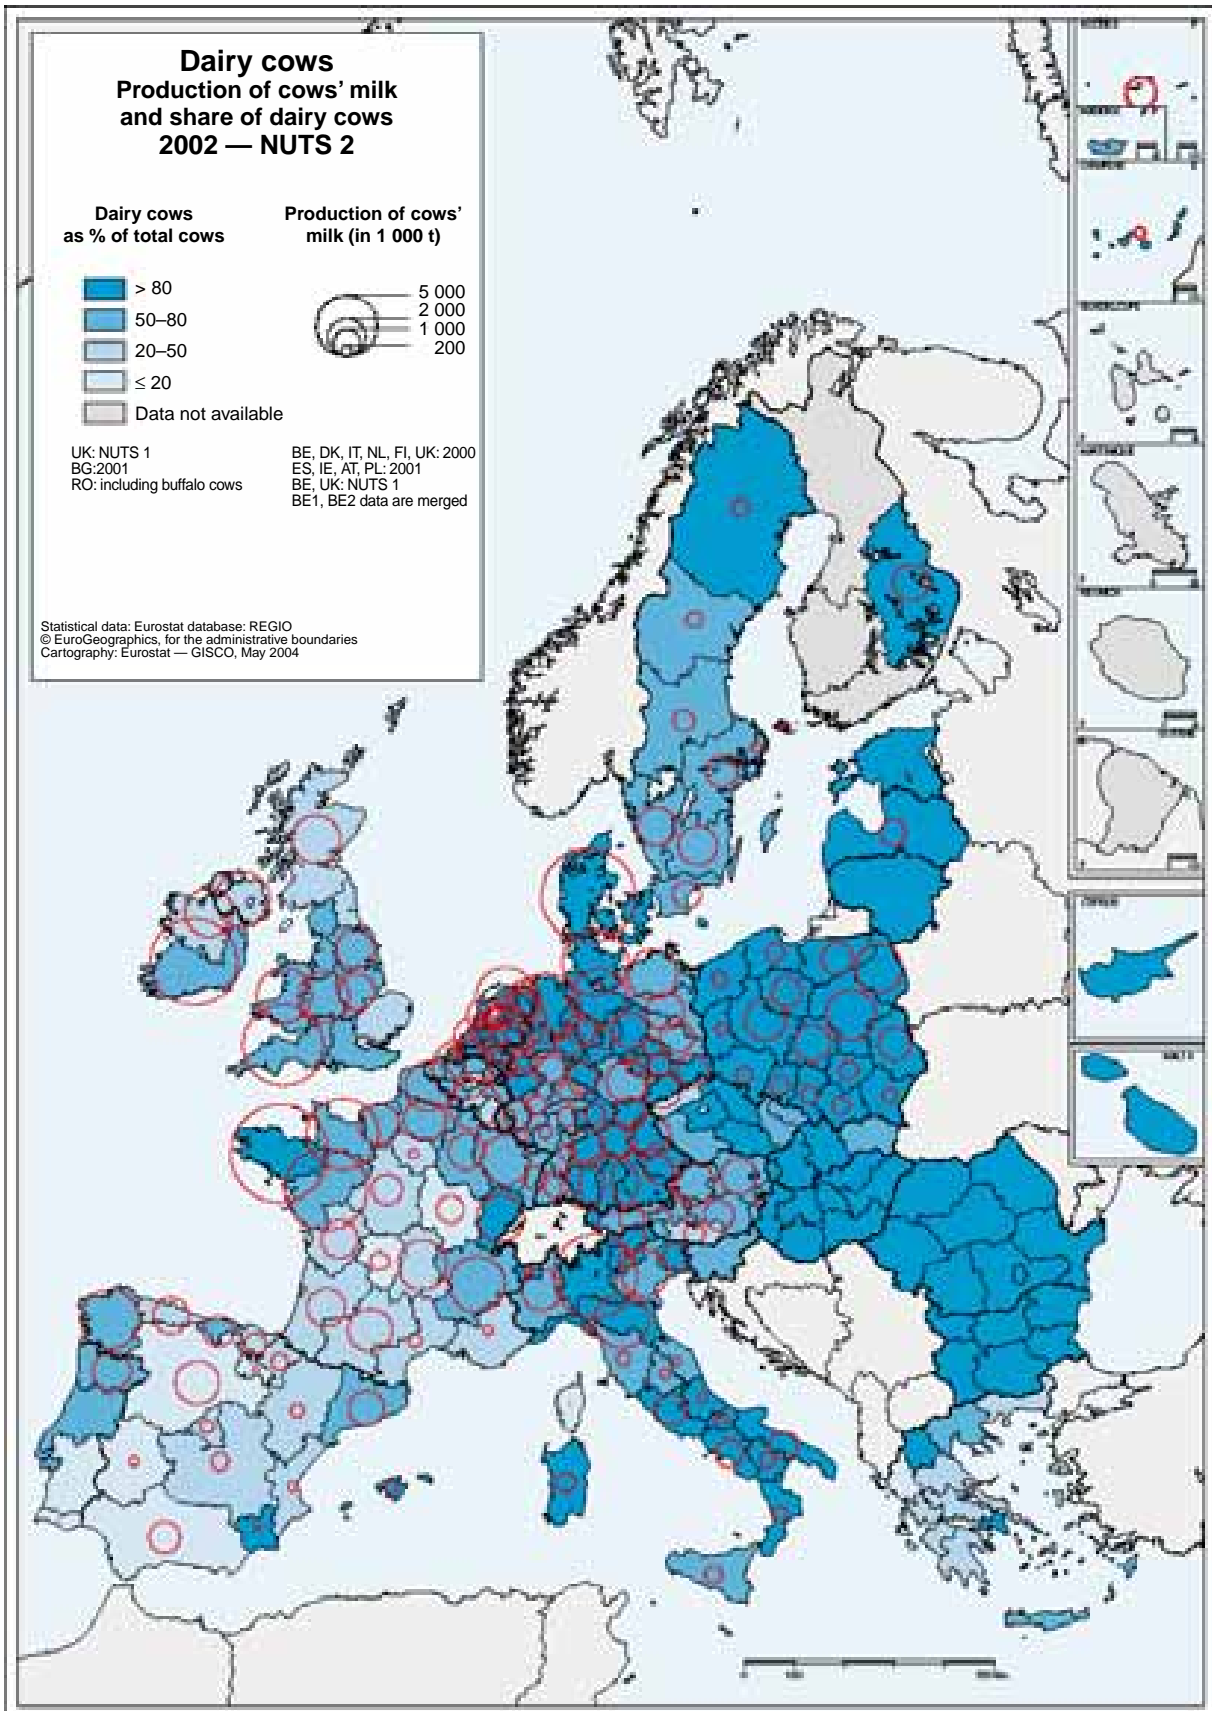 Dairy cows
Production of cows' milk
and share of dairy cows
2002 — NUTS 2
Dairy cows
as % of total cows
> 80
50–80
20–50
≤ 20
Data not available
Production of cows'
milk (in 1 000 t)
5 000
2 000
1 000
200
UK: NUTS 1
BG:2001
RO: including buffalo cows
BE, DK, IT, NL, FI, UK: 2000
ES, IE, AT, PL: 2001
BE, UK: NUTS 1
BE1, BE2 data are merged
Statistical data: Eurostat database: REGIO
© EuroGeographics, for the administrative boundaries
Cartography: Eurostat — GISCO, May 2004